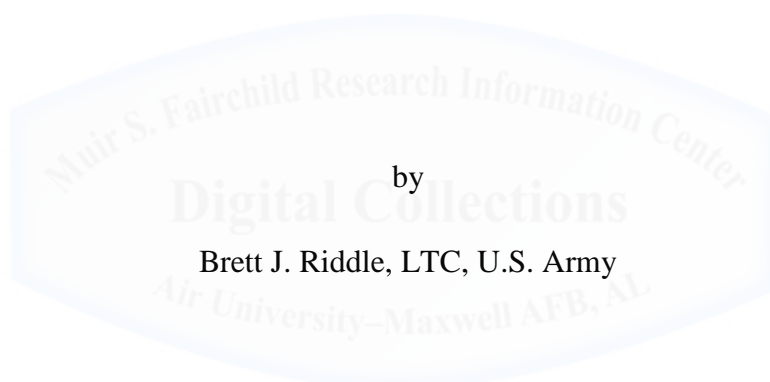 Muir S. Fairchild Research Information Center
by
Digital Collections
Brett J. Riddle, LTC, U.S. Army
Air University–Maxwell AFB, AL